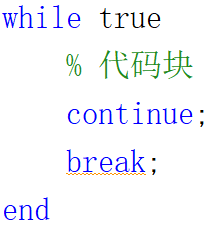 while true
    % 代码块
    continue;
    break;
end